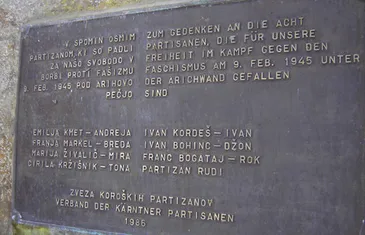 V SPOMIN OSMIM
PARTIZANOM, KI SO PADLI
ZA NAŠO SVOBODO V
BORBI PROTI FAŠIZMU
9. FEB. 1945 POD ARIHOVO
PEČJO
ZUM GEDENKEN AN DIE ACHT
PARTISANEN, DIE FÜR UNSERE
FREIHEIT IM KAMPF GEGEN DEN
FASCHISMUS AM 9. FEB. 1945 UNTER
DER ARICHWAND GEFALLEN
SIND
EMILJA KMET–ANDREJA
FRANJA MARKEL–BREDA
MARIJA ŽIVALIČ–MIRA
CIRILA KRŽIŠNIK–TONA
IVAN KORDEŠ–IVAN
IVAN BOHINC–DŽON
FRANC BOGATAJ–ROK
PARTIZAN RUDI
ZVEZA KOROŠKIH PARTIZANOV
VERBAND DER KÄRNTNER PARTISANEN
1986